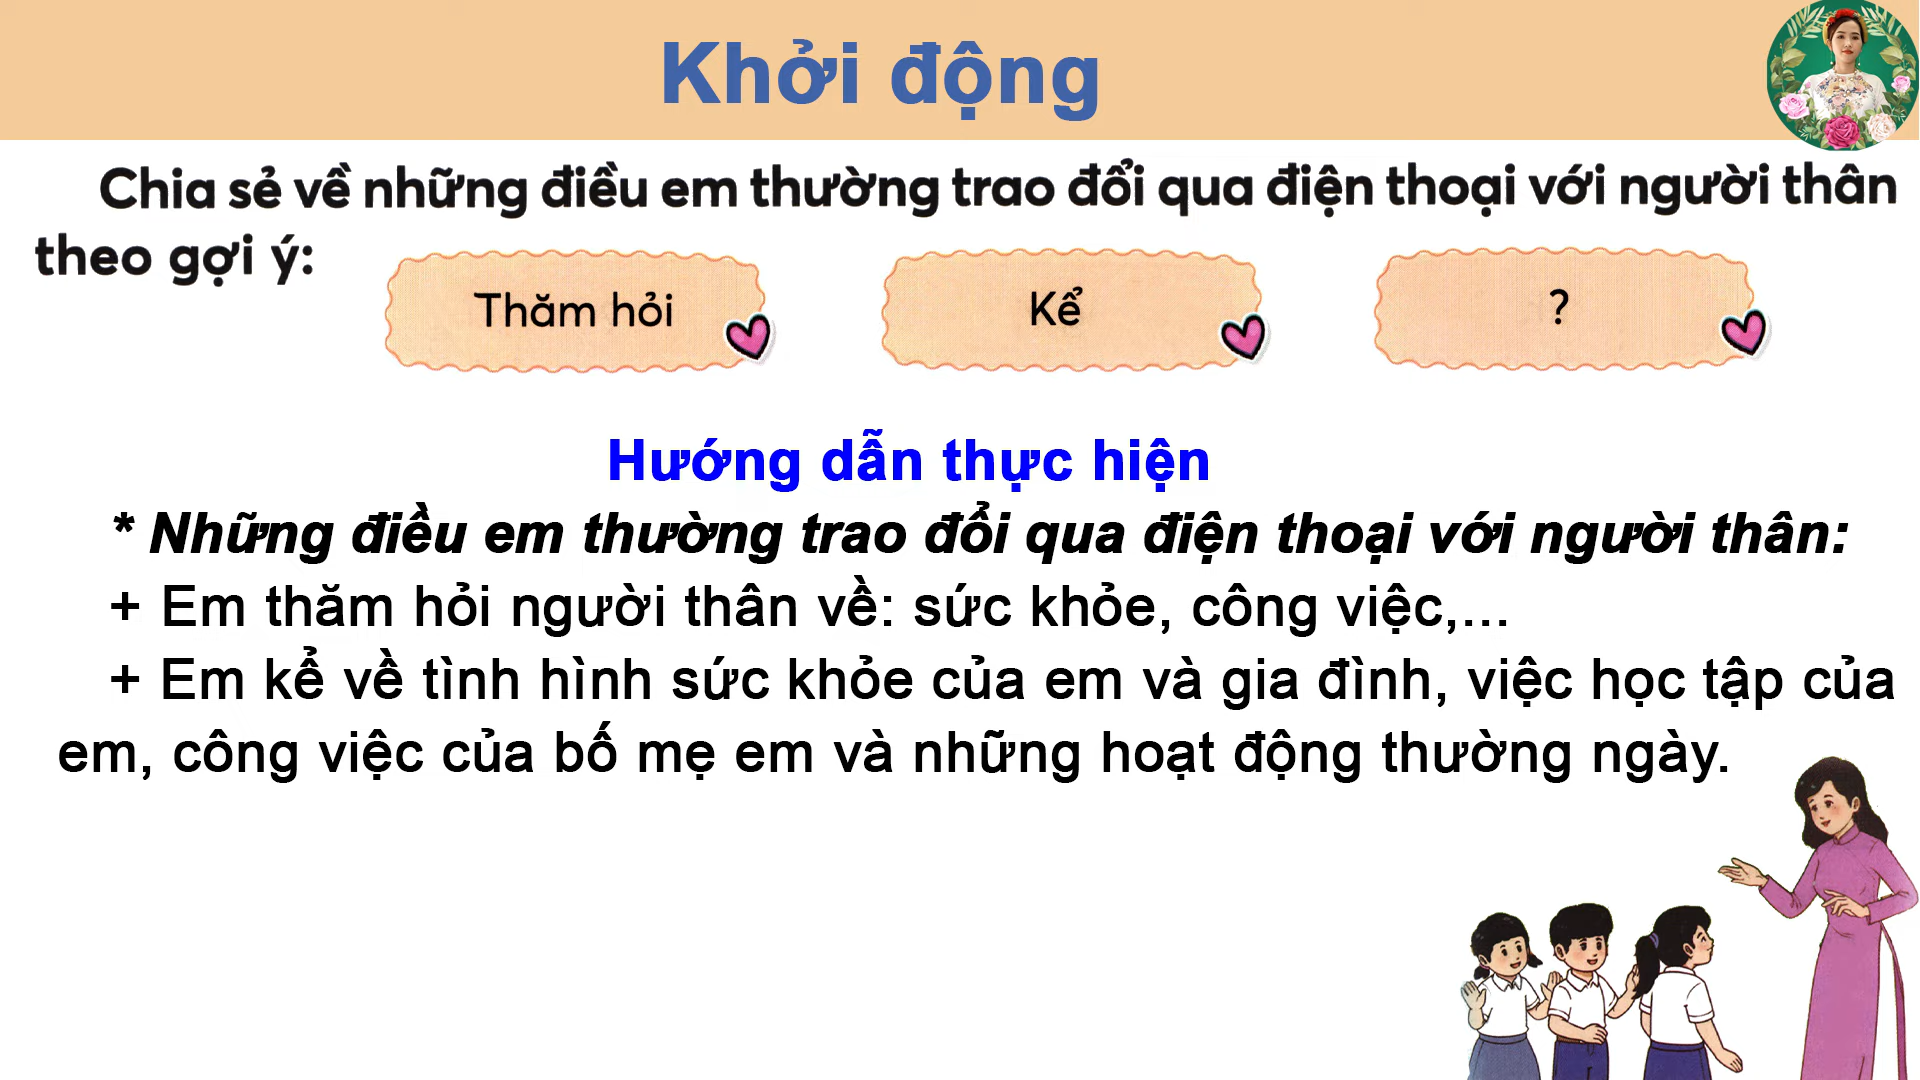 Khởi động
Chia sẻ về những điều em thường trao đổi qua điện thoại với người thân
theo gợi ý:
Thăm hỏi
Kể
?
Hướng dẫn thực hiện
* Những điều em thường trao đổi qua điện thoại với người thân:
+ Em thăm hỏi người thân về: sức khỏe, công việc,...
+ Em kể về tình hình sức khỏe của em và gia đình, việc học tập của
em, công việc của bố mẹ em và những hoạt động thường ngày.